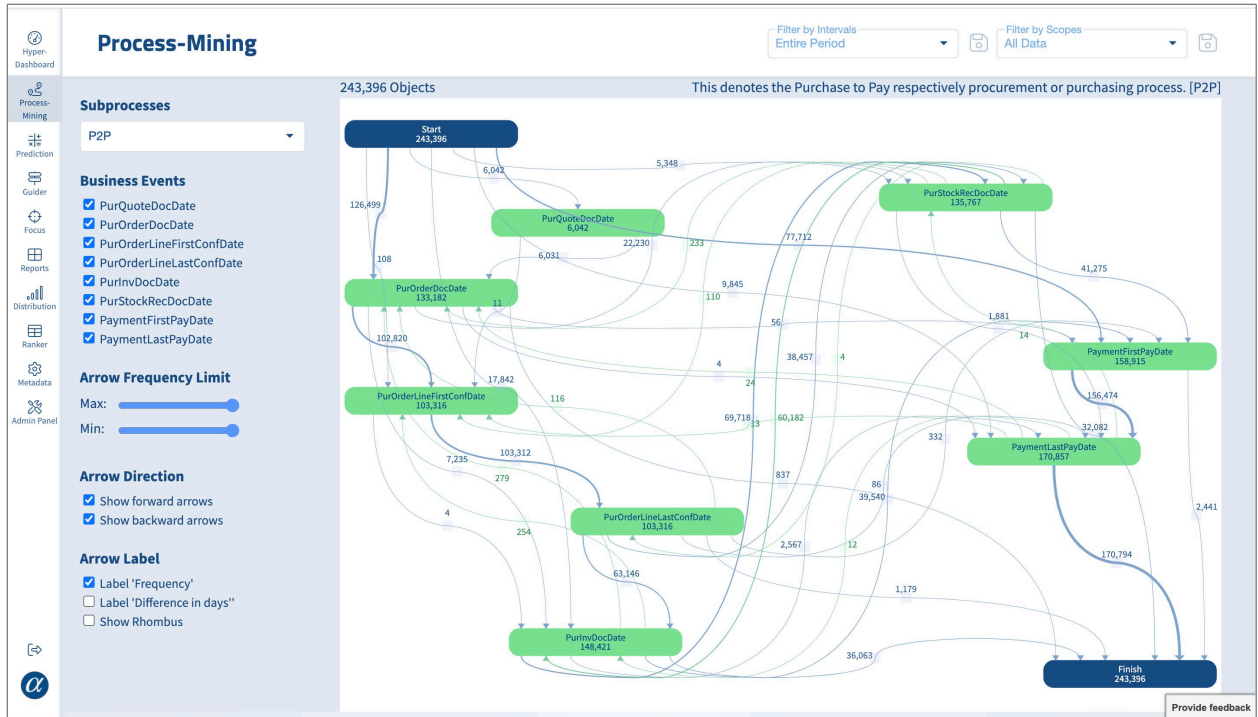 Process-Mining
Filter by Intervals
Entire Period
Filter by Scopes
All Data
Hyper-
Dashboard
Process-
Mining
Prediction
Guider
Focus
Reports
Distribution
Ranker
Metadata
Admin Panel
α
Subprocesses
P2P
Business Events
PurQuoteDocDate
PurOrderDocDate
PurOrderLineFirstConfDate
PurOrderLineLastConfDate
PurInvDocDate
PurStockRecDocDate
PaymentFirstPayDate
PaymentLastPayDate
Arrow Frequency Limit
Max:
Min:
Arrow Direction
Show forward arrows
Show backward arrows
Arrow Label
Label 'Frequency'
Label 'Difference in days''
Show Rhombus
243,396 Objects
This denotes the Purchase to Pay respectively procurement or purchasing process. [P2P]
Start
243,396
5,348
6,042
PurStockRecDocDate
135,767
126,499
PurQuoteDocDate
6,042
77,712
22,230
233
6,031
108
41,275
9,845
PurOrderDocDate
133,182
110
11
1,881
56
14
102,820
PaymentFirstPayDate
158,915
38,457
4
4
17,842
24
PurOrderLineFirstConfDate
103,316
116
156,474
69,718
13
60,182
32,082
332
PaymentLastPayDate
170,857
103,312
7,235
279
837
86
39,540
2,441
4
PurOrderLineLastConfDate
103,316
254
2,567
12
170,794
63,146
1,179
PurInvDocDate
148,421
36,063
Finish
243,396
Provide feedback